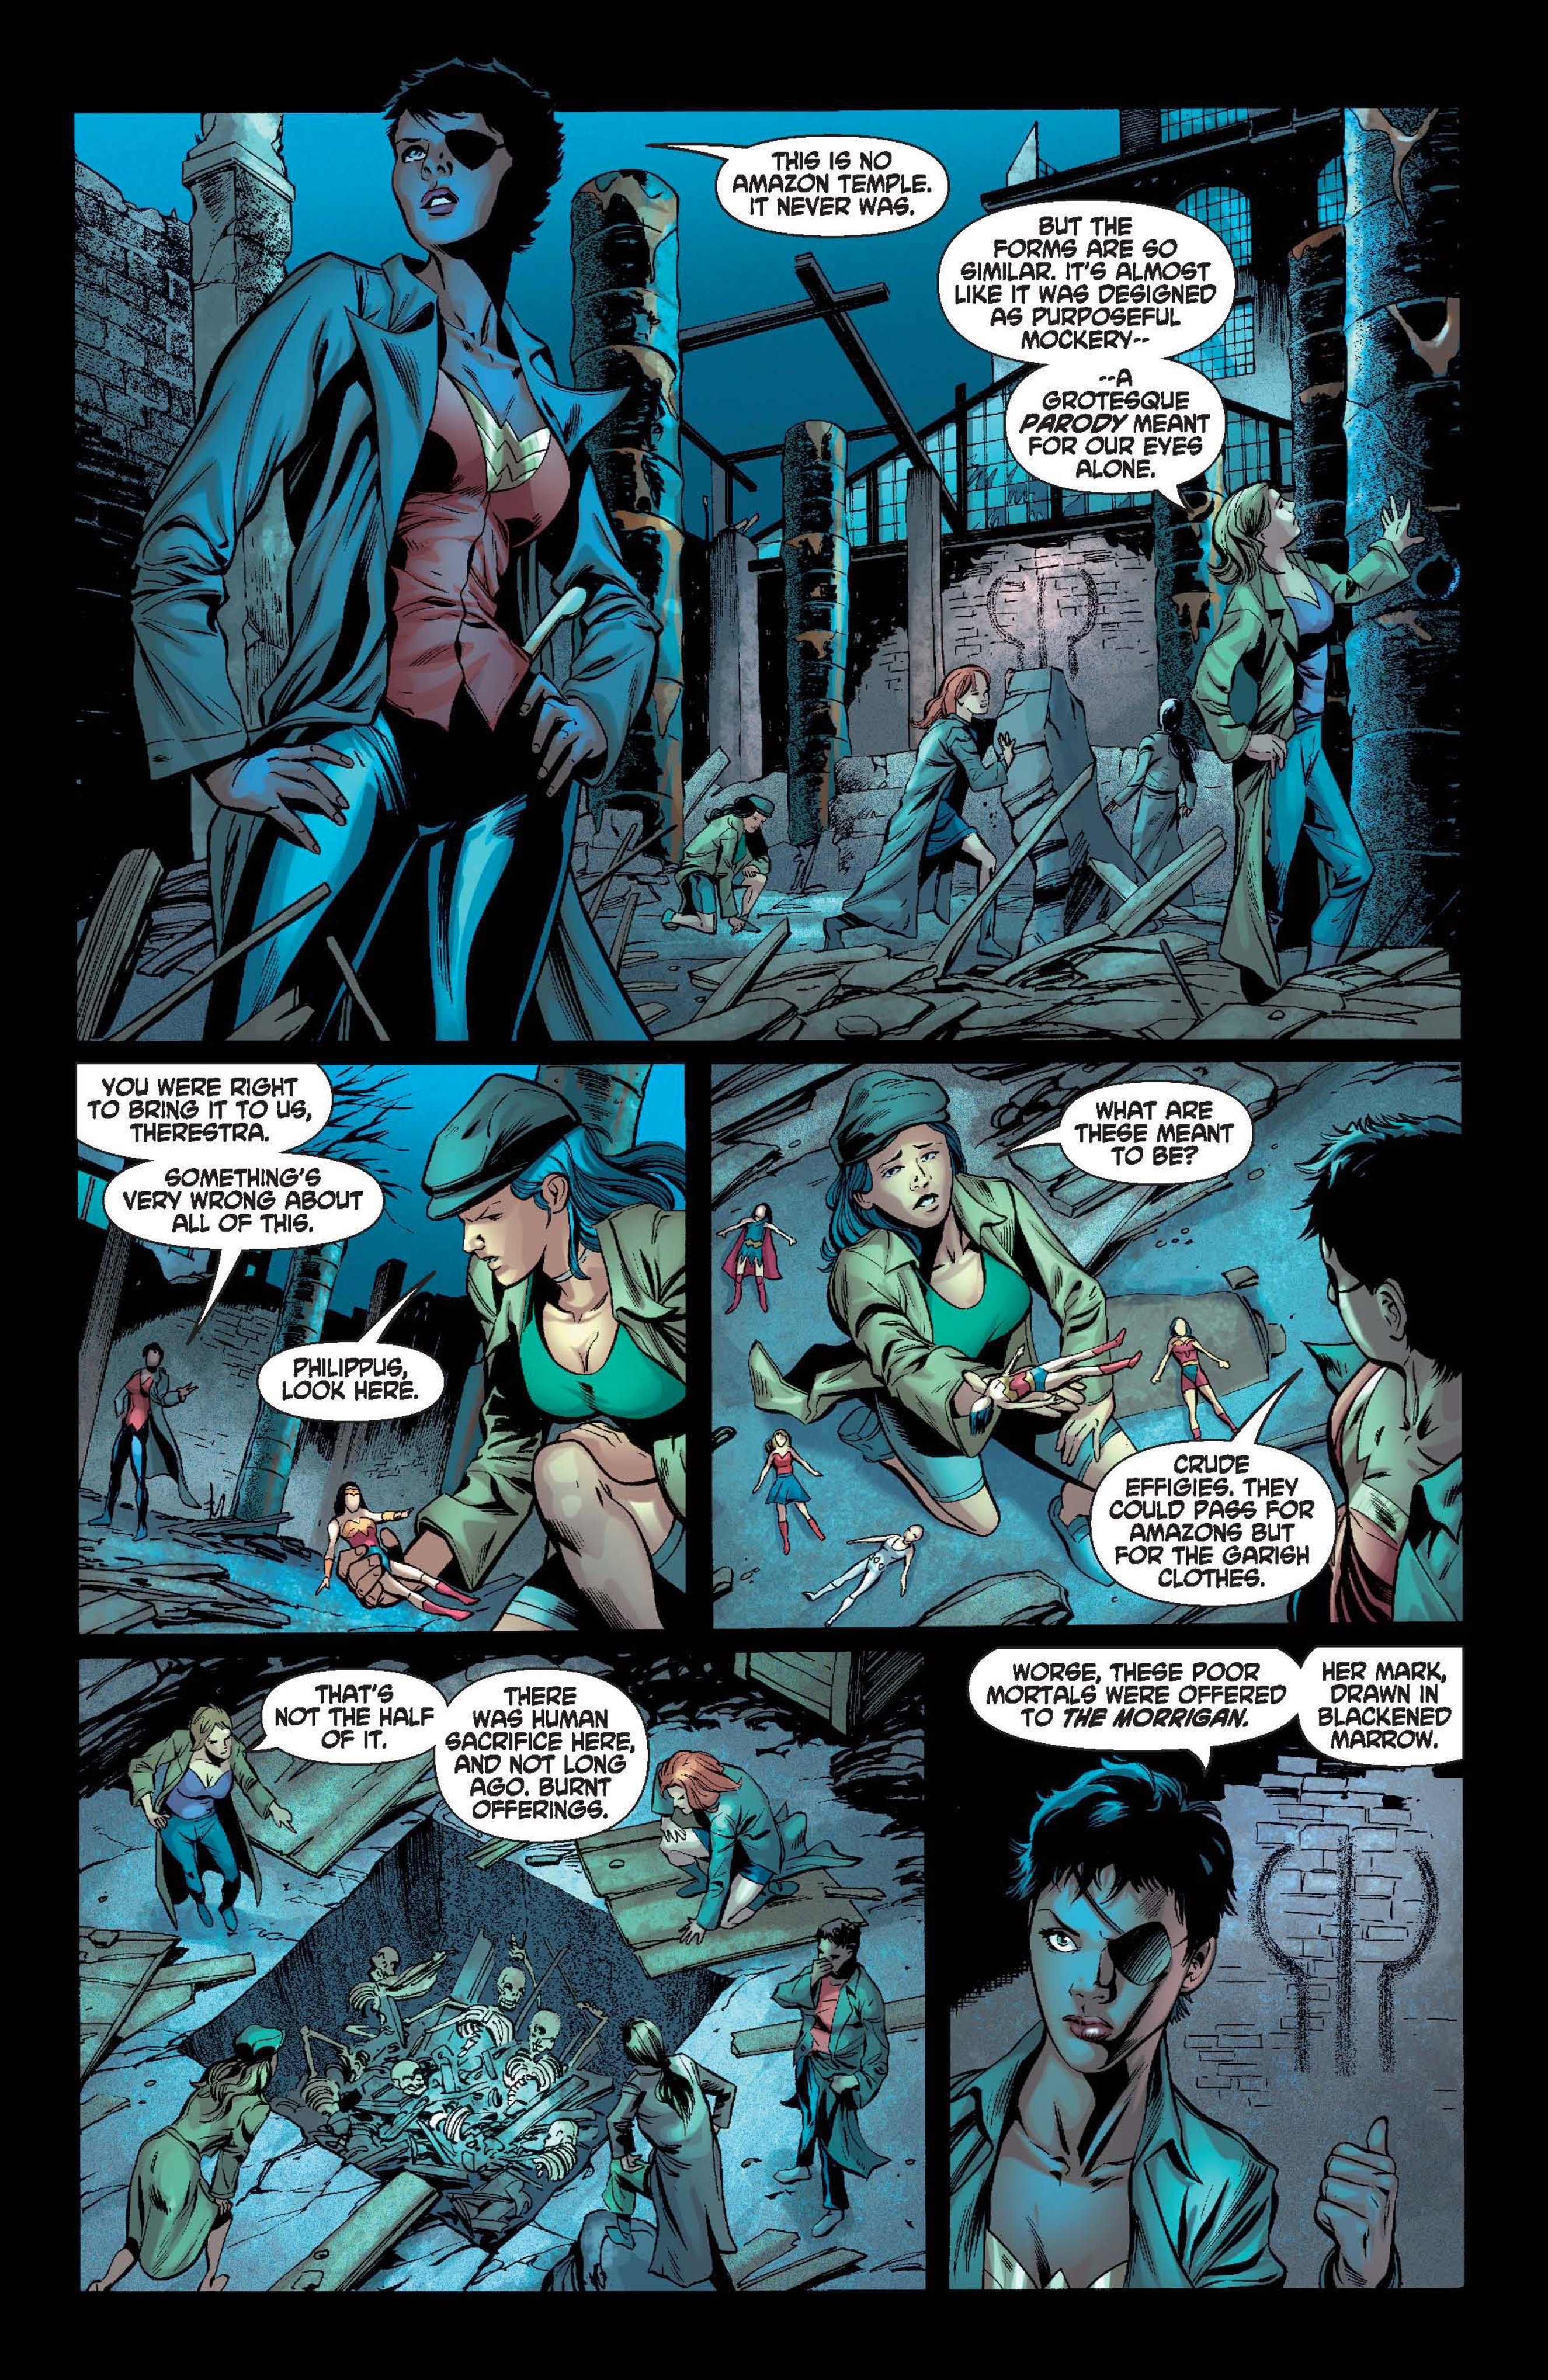 THIS IS NO
AMAZON TEMPLE.
IT NEVER WAS.
BUT THE
FORMS ARE SO
SIMILAR. IT'S ALMOST
LIKE IT WAS DESIGNED
AS PURPOSEFUL
MOCKERY--
--A
GROTESQUE
PARODY MEANT
FOR OUR EYES
ALONE.
YOU WERE RIGHT
TO BRING IT TO US,
THERESTRA.
SOMETHING'S
VERY WRONG ABOUT
ALL OF THIS.
PHILIPPUS,
LOOK HERE.
WHAT ARE
THESE MEANT
TO BE?
CRUDE
EFFIGIES. THEY
COULD PASS FOR
AMAZONS BUT
FOR THE GARISH
CLOTHES.
THAT'S
NOT THE HALF
OF IT.
THERE
WAS HUMAN
SACRIFICE HERE,
AND NOT LONG
AGO. BURNT
OFFERINGS.
WORSE, THESE POOR
MORTALS WERE OFFERED
TO THE MORRIGAN.
HER MARK,
DRAWN IN
BLACKENED
MARROW.